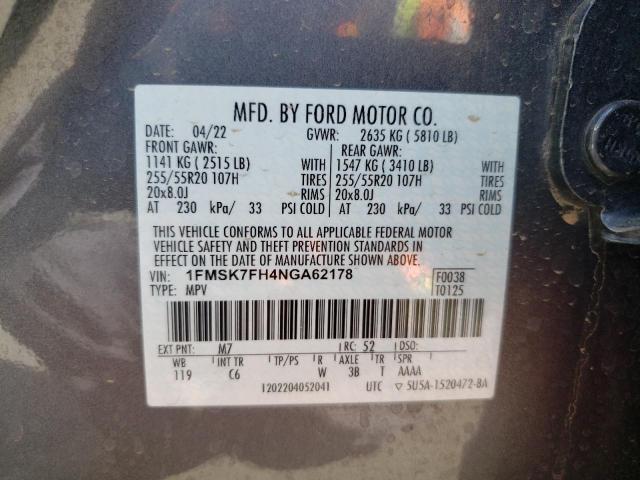 MFD. BY FORD MOTOR CO.
DATE: 04/22 GVWR: 2635 KG ( 5810 LB)
FRONT GAWR: REAR GAWR:
1141 KG ( 2515 LB) WITH 1547 KG ( 3410 LB) WITH
255/55R20 107H TIRES 255/55R20 107H TIRES
20x8.0J RIMS 20x8.0J RIMS
AT 230 kPa/ 33 PSI COLD AT 230 kPa/ 33 PSI COLD
THIS VEHICLE CONFORMS TO ALL APPLICABLE FEDERAL MOTOR
VEHICLE SAFETY AND THEFT PREVENTION STANDARDS IN
EFFECT ON THE DATE OF MANUFACTURE SHOWN ABOVE.
VIN: 1FMSK7FH4NGA62178 F0038
TYPE: MPV T0125
EXT PNT: M7 RC: 52 DSO:
WB INT TR TP/PS R AXLE TR SPR
119 C6 W 3B T AAAA
I20220405204I UTC ▽ 5U5A-1520472-BA